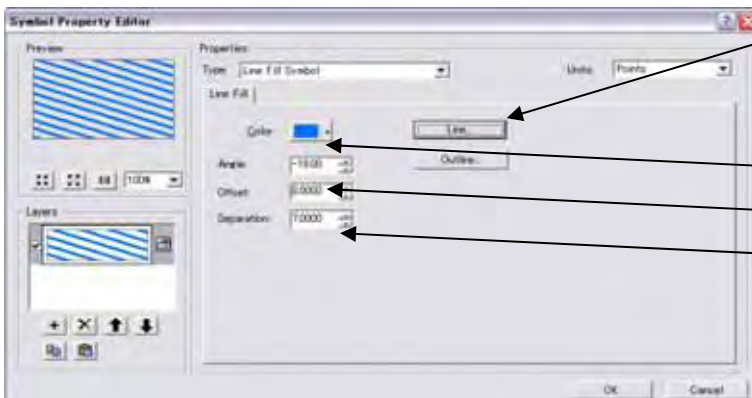 Symbol Property Editor
Preview
Properties
Type: Line Fill Symbol
Units: Points
Line Fill
Color
Line...
Angle:
Outline...
Offset:
Separation:
100%
Layers
OK
Cancel